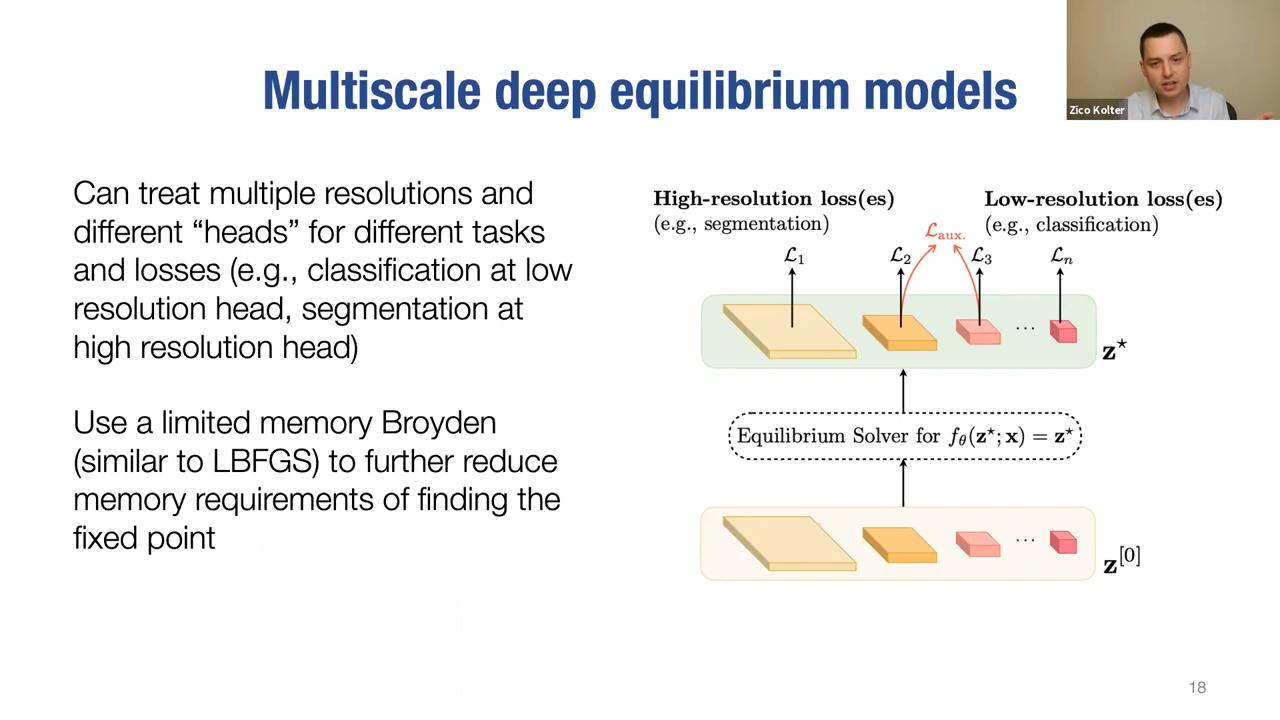 Multiscale deep equilibrium models
Zico Kolter
Can treat multiple resolutions and
different “heads” for different tasks
and losses (e.g., classification at low
resolution head, segmentation at
high resolution head)
Use a limited memory Broyden
(similar to LBFGS) to further reduce
memory requirements of finding the
fixed point
High-resolution loss(es)
(e.g., segmentation)
Low-resolution loss(es)
(e.g., classification)
ℒaux.
ℒ1 ℒ2 ℒ3 ℒn
...
z⋆
Equilibrium Solver for fθ(z⋆; x) = z⋆
...
z[0]
18